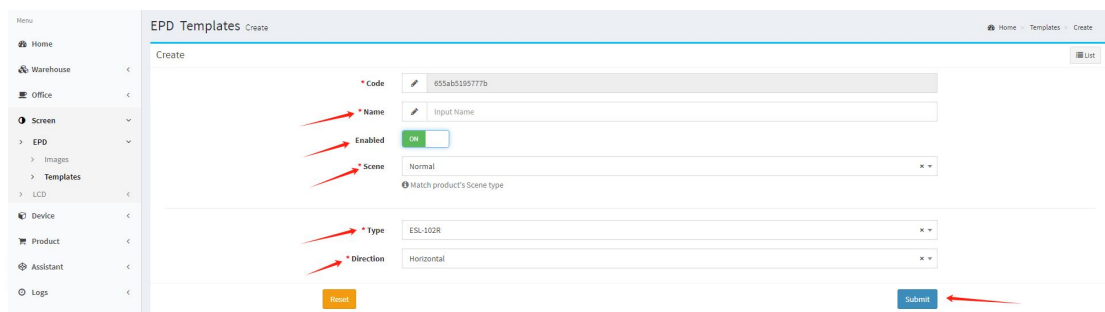 Menu
Home
Warehouse
Office
Screen
EPD
Images
Templates
LCD
Device
Product
Assistant
Logs
EPD Templates Create
Home > Templates > Create
Create
List
* Code 655ab5195777b
* Name Input Name
Enabled ON
* Scene Normal × 
Match product's Scene type
* Type ESL-102R ×
* Direction Horizontal ×
Reset Submit